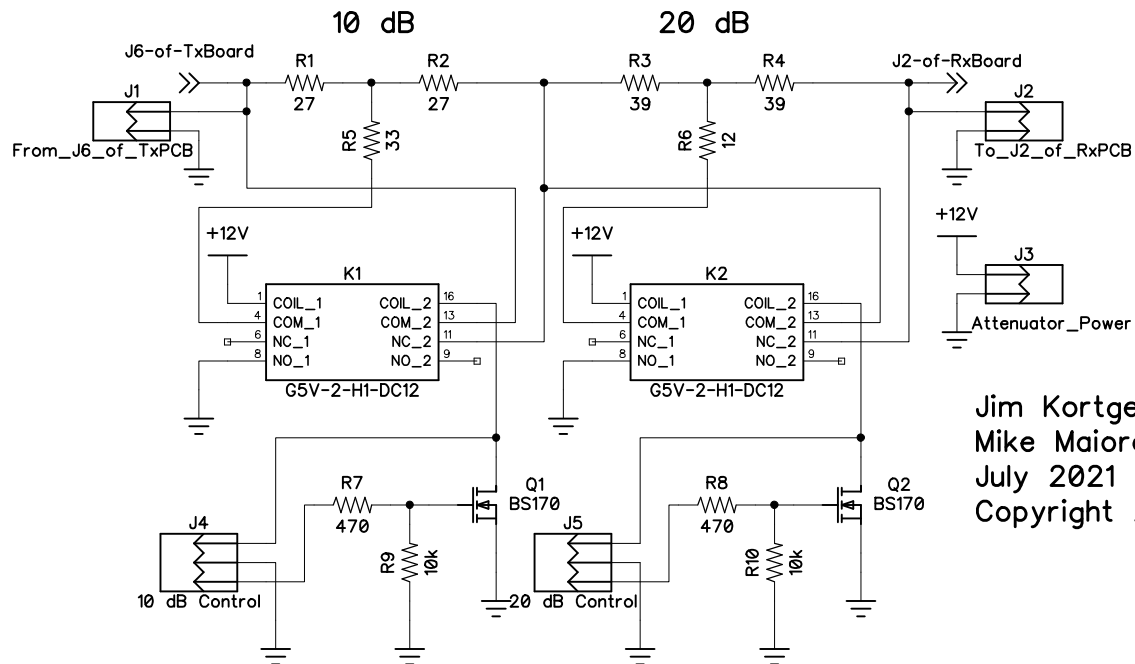 10 dB
20 dB
J6-of-TxBoard
J2-of-RxBoard
R1
27
R2
27
R3
39
R4
39
R5
33
R6
12
J1
From_J6_of_TxPCB
J2
To_J2_of_RxPCB
+12V
J3
Attenuator_Power
+12V
K1
1 COIL_1 COIL_2 16
4 COM_1 COM_2 13
6 NC_1 NC_2 11
8 NO_1 NO_2 9
G5V-2-H1-DC12
+12V
K2
1 COIL_1 COIL_2 16
4 COM_1 COM_2 13
6 NC_1 NC_2 11
8 NO_1 NO_2 9
G5V-2-H1-DC12
Jim Kortge
Mike Maior
July 2021
Copyright
R7
470
Q1
BS170
J4
10 dB Control
R9
10k
R8
470
Q2
BS170
J5
20 dB Control
R10
10k